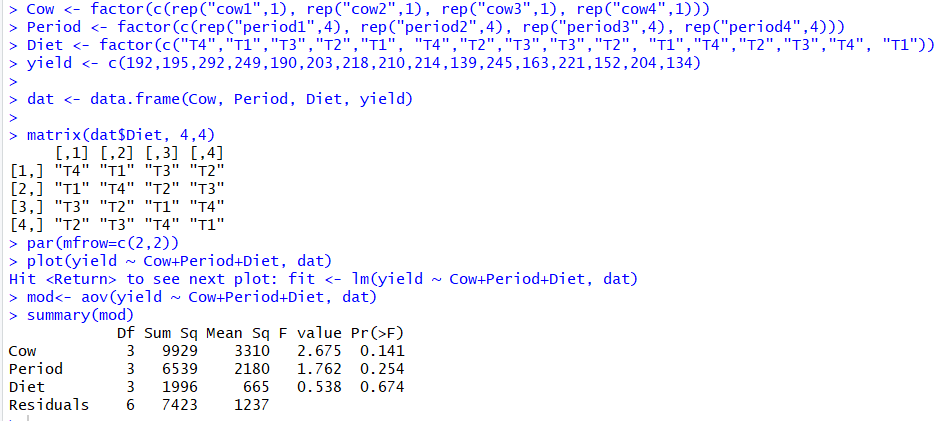 > Cow <- factor(c(rep("cow1",1), rep("cow2",1), rep("cow3",1), rep("cow4",1)))
> Period <- factor(c(rep("period1",4), rep("period2",4), rep("period3",4), rep("period4",4)))
> Diet <- factor(c("T4","T1","T3","T2","T1", "T4","T2","T3","T3","T2", "T1","T4","T2","T3","T4", "T1"))
> yield <- c(192,195,292,249,190,203,218,210,214,139,245,163,221,152,204,134)
>
> dat <- data.frame(Cow, Period, Diet, yield)
>
> matrix(dat$Diet, 4,4)
     [,1] [,2] [,3] [,4]
[1,] "T4" "T1" "T3" "T2"
[2,] "T1" "T4" "T2" "T3"
[3,] "T3" "T2" "T1" "T4"
[4,] "T2" "T3" "T4" "T1"
> par(mfrow=c(2,2))
> plot(yield ~ Cow+Period+Diet, dat)
Hit <Return> to see next plot: fit <- lm(yield ~ Cow+Period+Diet, dat)
> mod<- aov(yield ~ Cow+Period+Diet, dat)
> summary(mod)
            Df Sum Sq Mean Sq F value Pr(>F)
Cow          3   9929    3310   2.675  0.141
Period       3   6539    2180   1.762  0.254
Diet         3   1996     665   0.538  0.674
Residuals    6   7423    1237